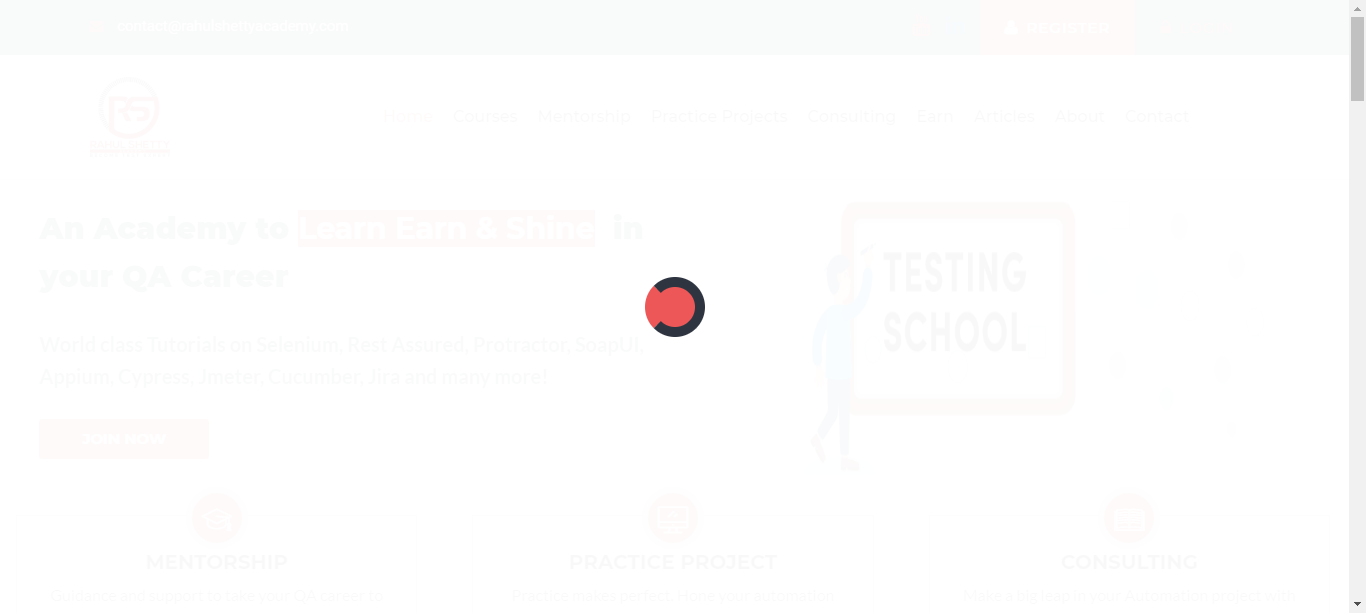 contact@rahulshettyacademy.com
REGISTER
RS
RAHUL SHETTY
Home Courses Mentorship Practice Projects Consulting Earn Articles About Contact
An Academy to Learn Earn & Shine in
your QA Career
World class Tutorials on Selenium, Rest Assured, Protractor, SoapUI,
Appium, Cypress, Jmeter, Cucumber, Jira and many more!
JOIN NOW
TESTING
SCHOOL
MENTORSHIP
Guidance and support to take your QA career to
PRACTICE PROJECT
Practice makes perfect. Hone your automation
CONSULTING
Make a big leap in your Automation project with